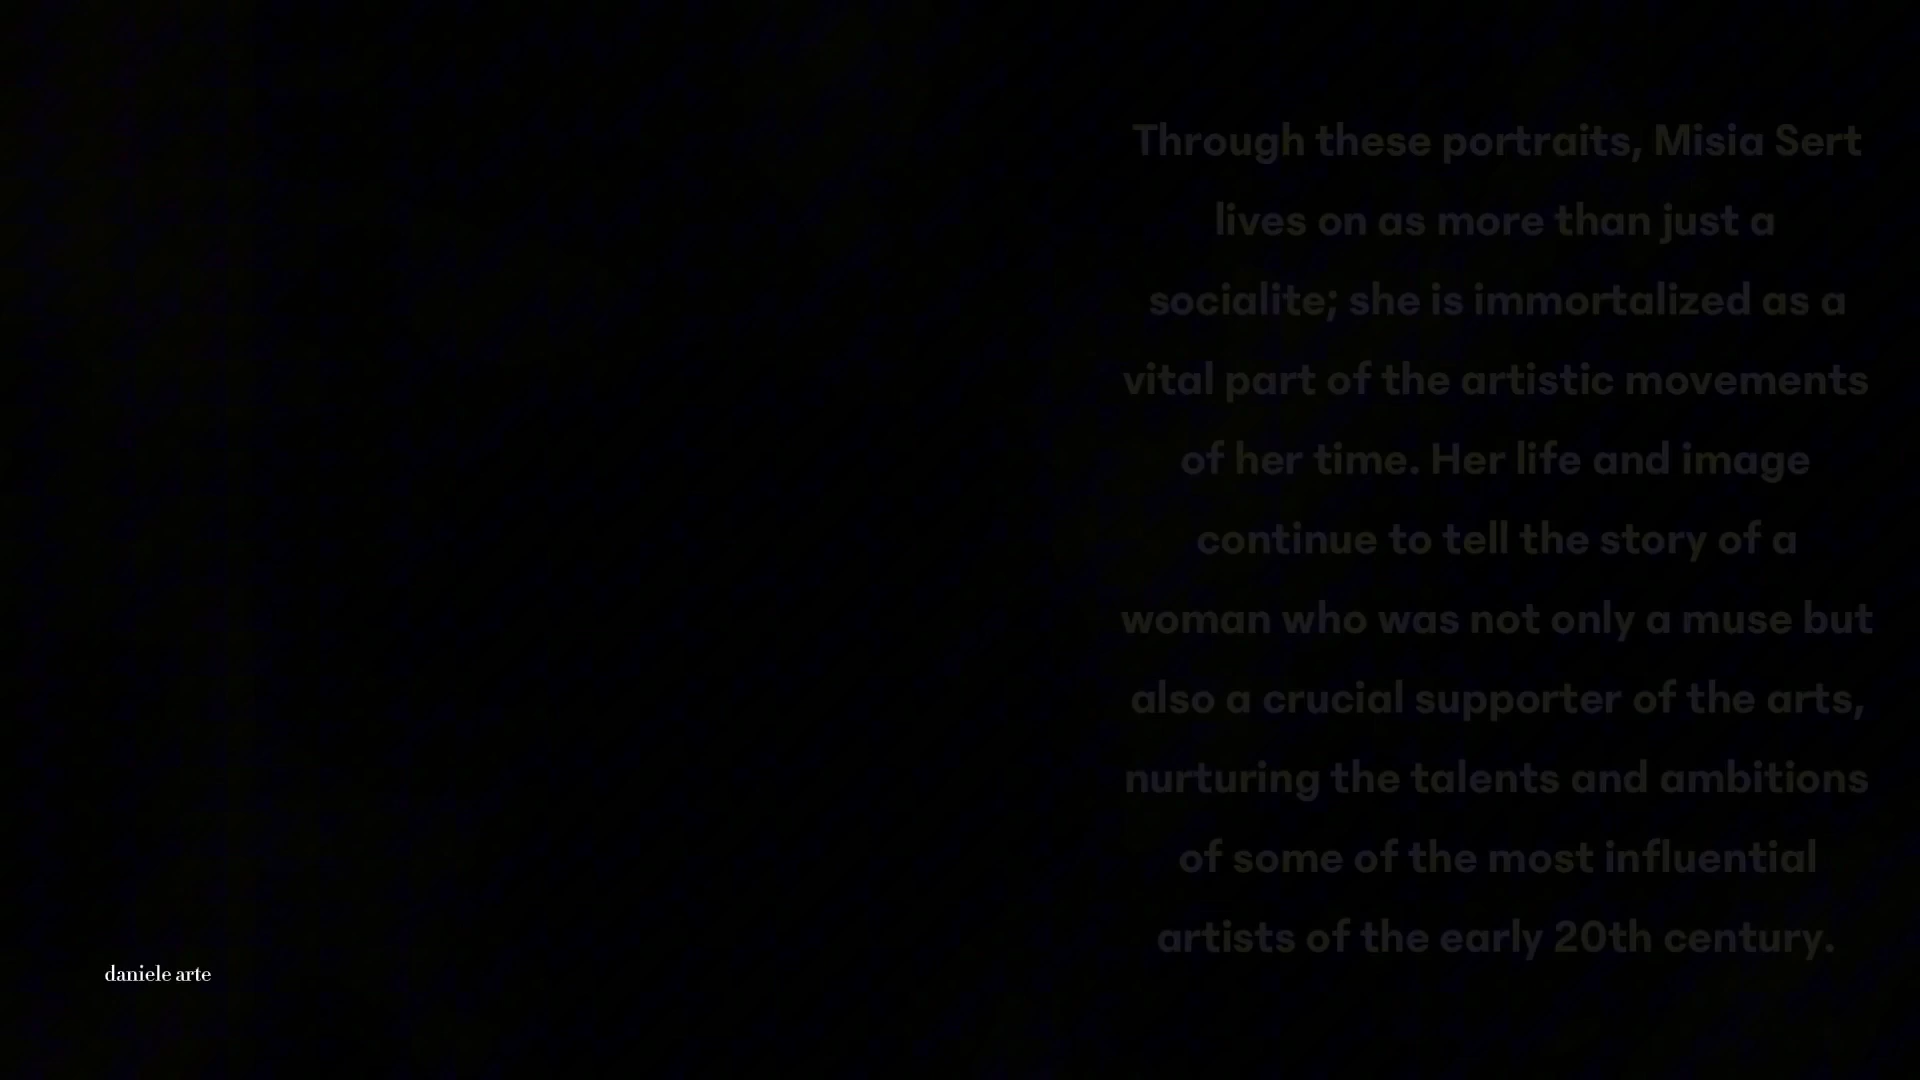 Through these portraits, Misia Sert
lives on as more than just a
socialite; she is immortalized as a
vital part of the artistic movements
of her time. Her life and image
continue to tell the story of a
woman who was not only a muse but
also a crucial supporter of the arts,
nurturing the talents and ambitions
of some of the most influential
artists of the early 20th century.
daniele arte